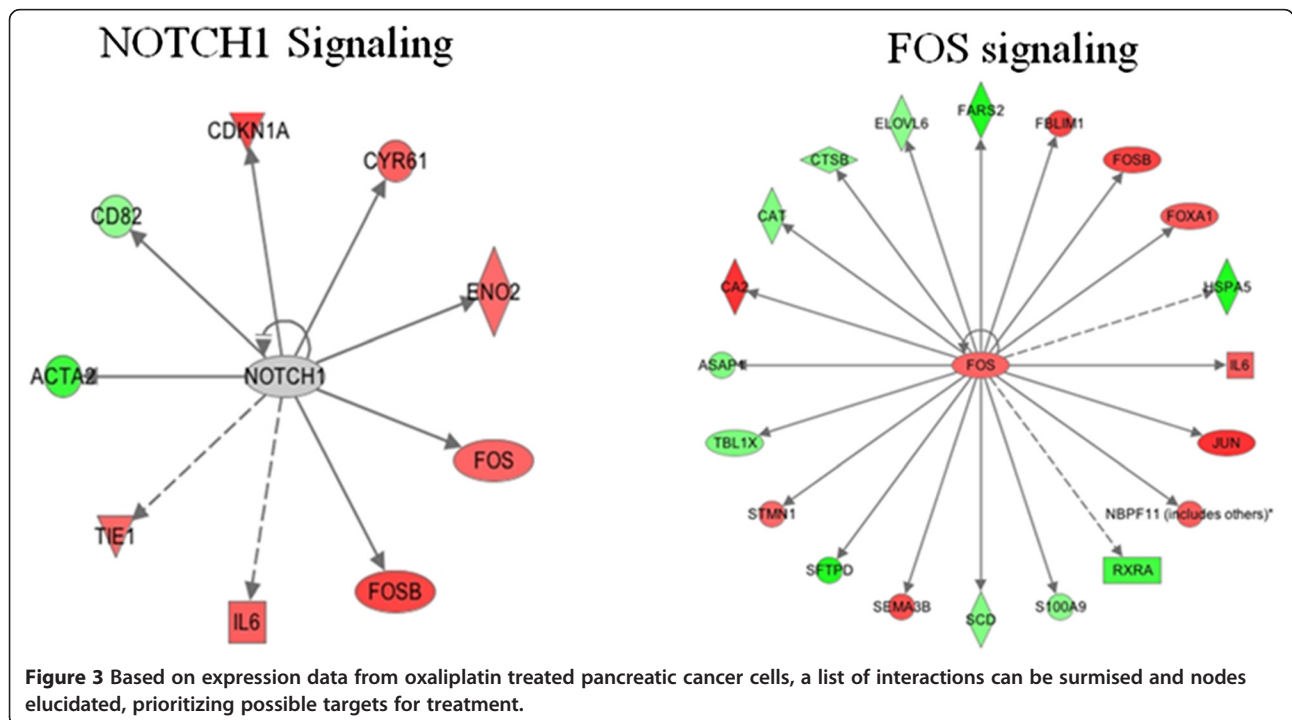 NOTCH1 Signaling
CDKN1A
CYR61
CD82
ENO2
ACTA2
NOTCH1
FOS
TIE1
FOSB
IL6
FOS signaling
FARS2
ELOVL6
FBLIM1
CTSB
FOSB
CAT
FOXA1
CA2
HSPA5
ASAP1
FOS
IL6
TBL1X
JUN
STMN1
NBPF11 (includes others)*
SFTPD
RXRA
SEMA3B
S100A9
SCD
Figure 3 Based on expression data from oxaliplatin treated pancreatic cancer cells, a list of interactions can be surmised and nodes
elucidated, prioritizing possible targets for treatment.